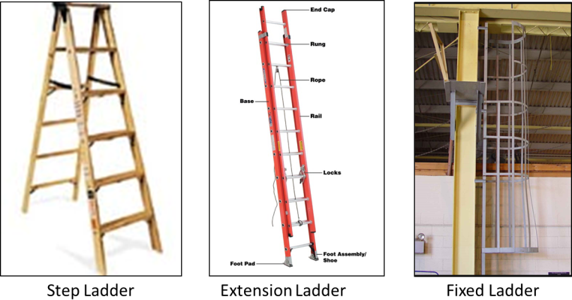 End Cap
Rung
Rope
Base
Rail
Locks
Foot Assembly/
Shoe
Foot Pad
Step Ladder
Extension Ladder
Fixed Ladder